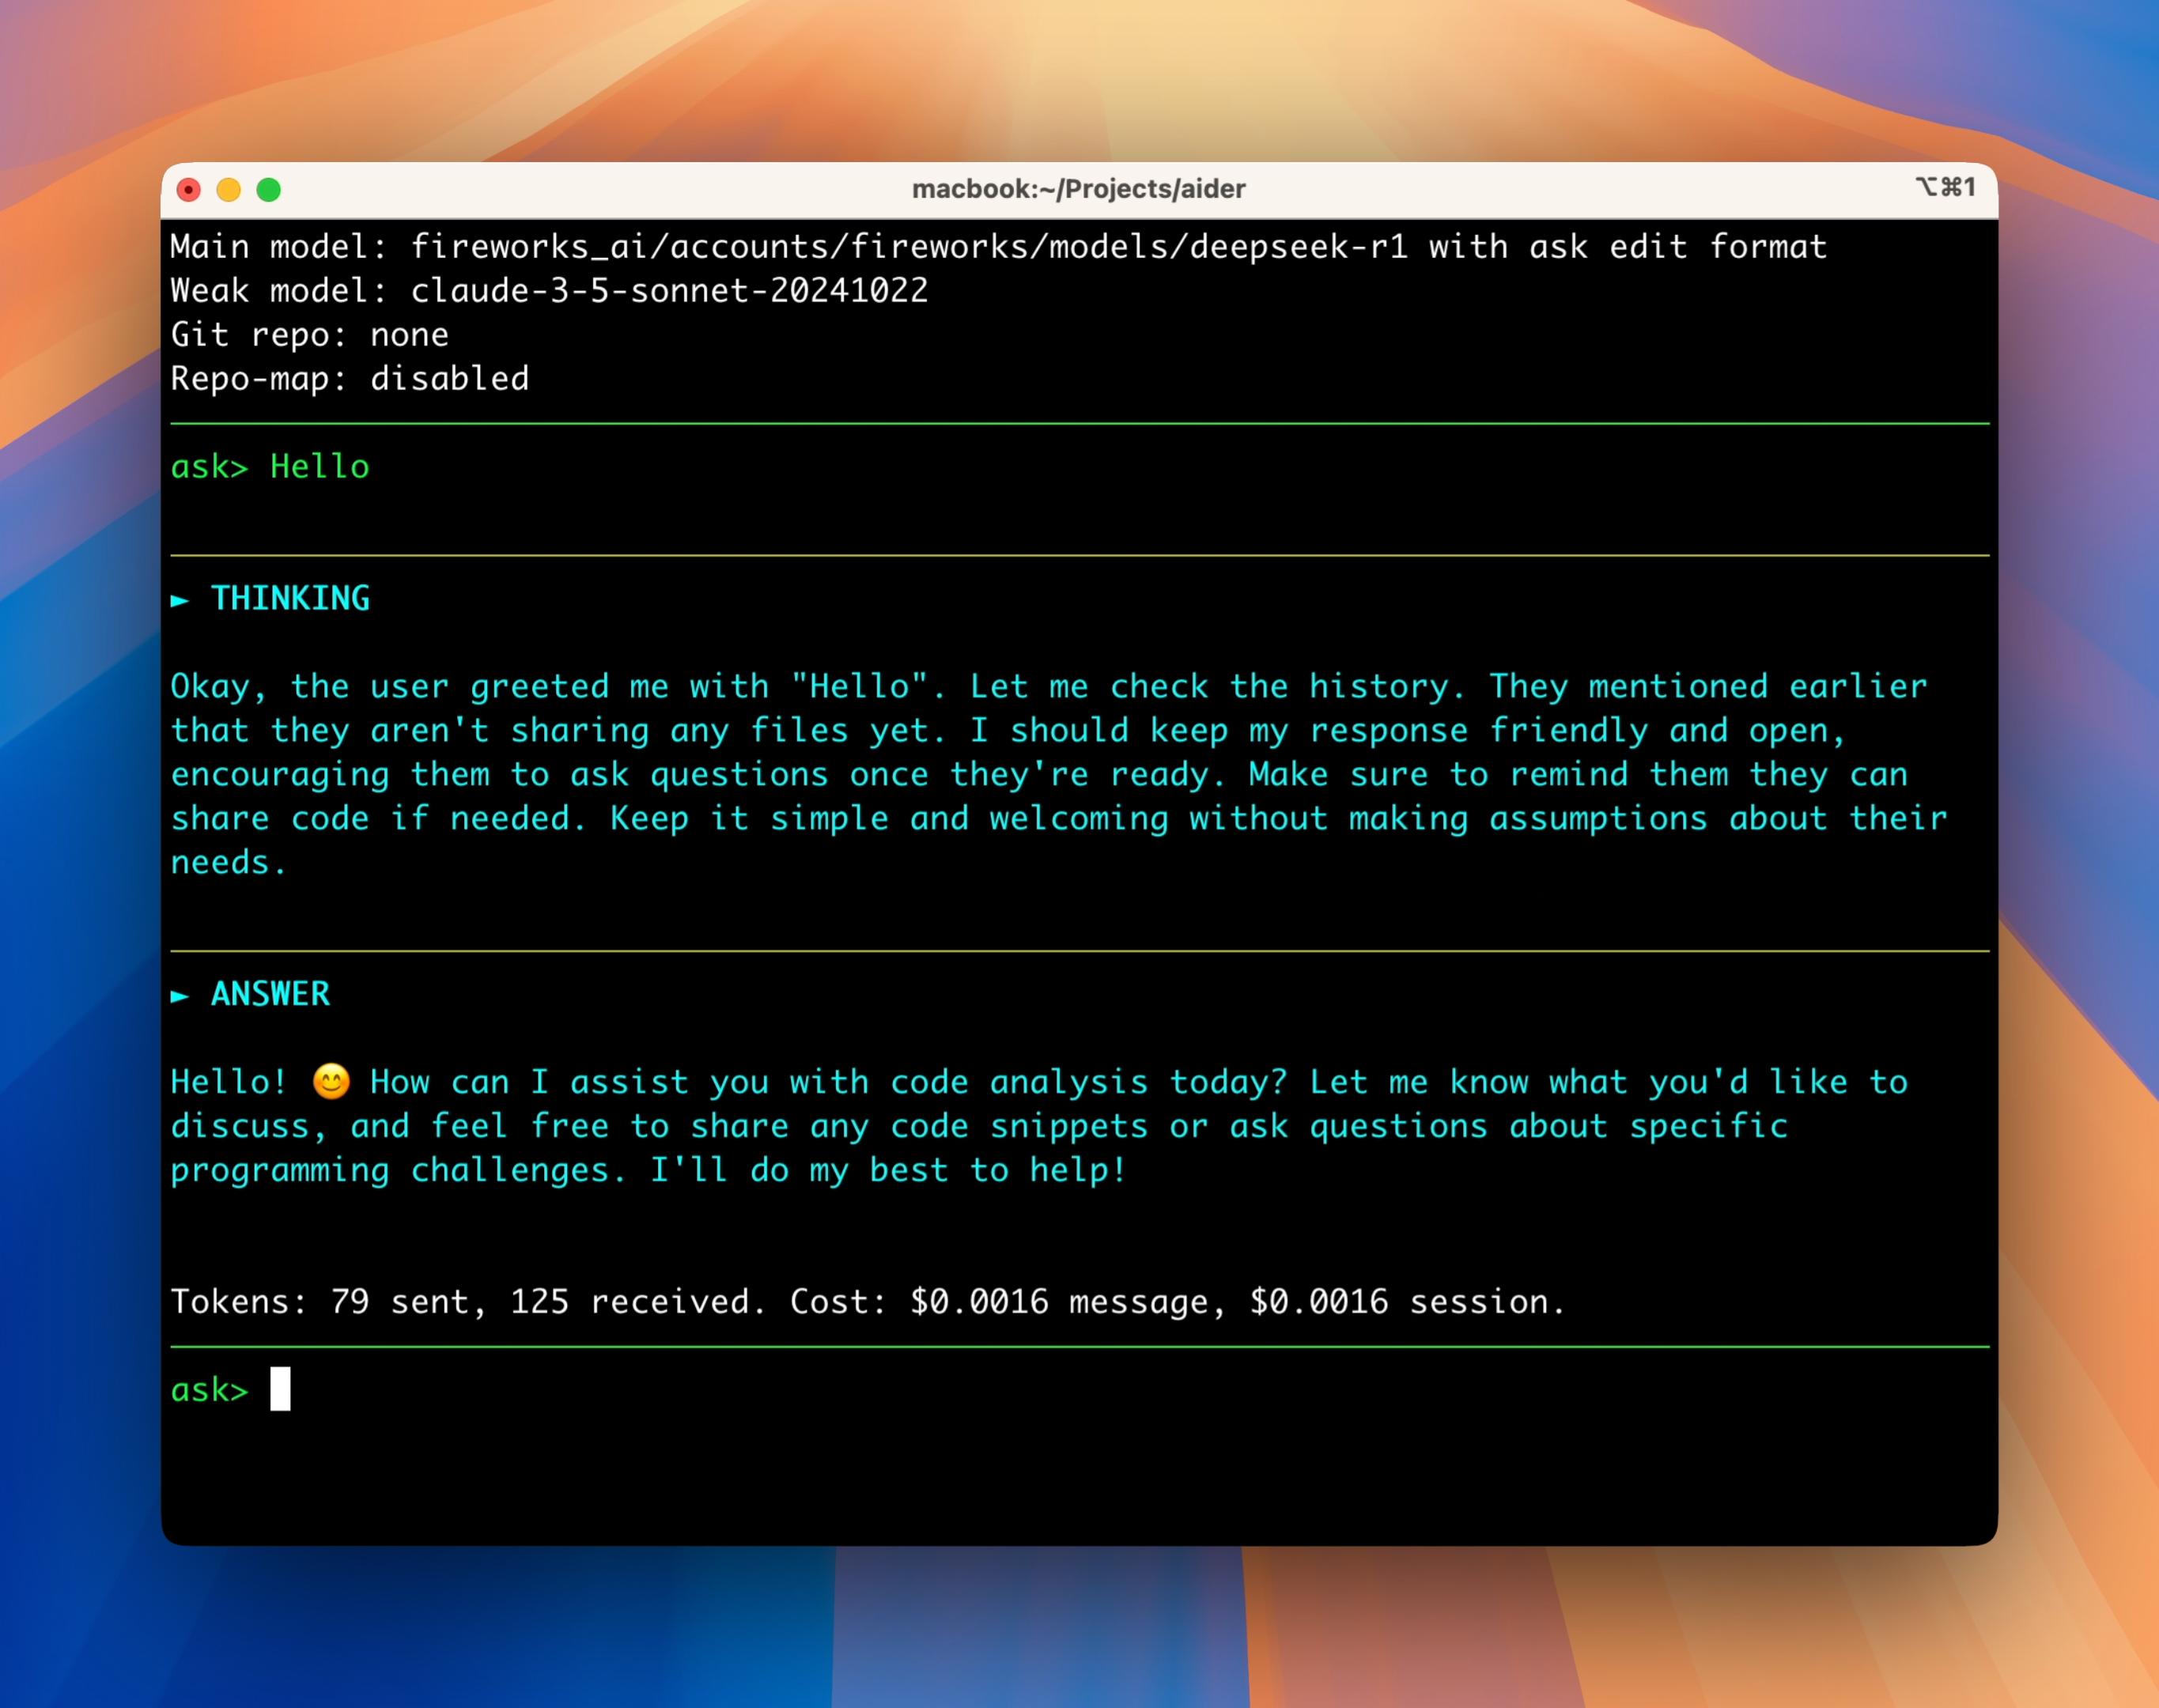 macbook:~/Projects/aider
⌥⌘1
Main model: fireworks_ai/accounts/fireworks/models/deepseek-r1 with ask edit format
Weak model: claude-3-5-sonnet-20241022
Git repo: none
Repo-map: disabled
ask> Hello
► THINKING
Okay, the user greeted me with "Hello". Let me check the history. They mentioned earlier
that they aren't sharing any files yet. I should keep my response friendly and open,
encouraging them to ask questions once they're ready. Make sure to remind them they can
share code if needed. Keep it simple and welcoming without making assumptions about their
needs.
► ANSWER
Hello! 😊 How can I assist you with code analysis today? Let me know what you'd like to
discuss, and feel free to share any code snippets or ask questions about specific
programming challenges. I'll do my best to help!
Tokens: 79 sent, 125 received. Cost: $0.0016 message, $0.0016 session.
ask>